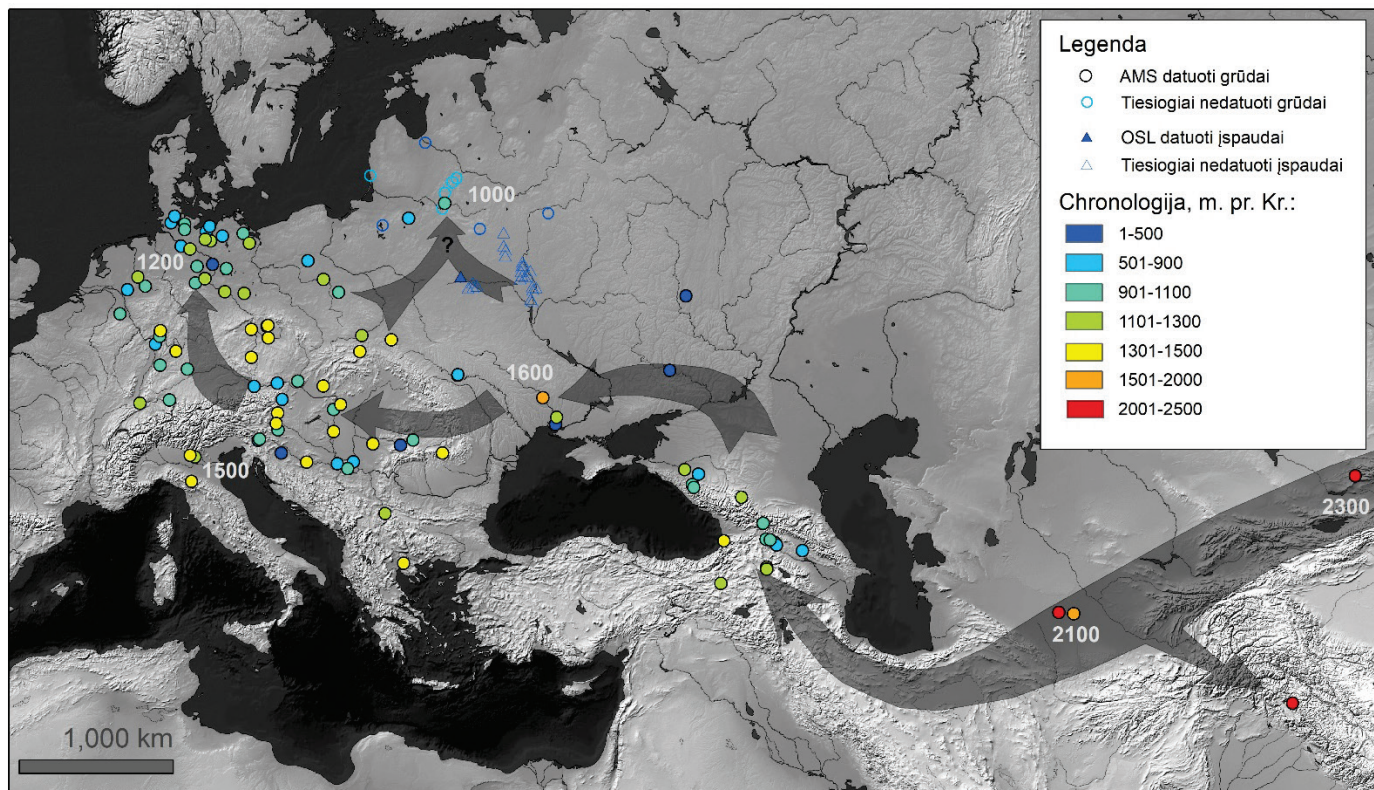 Legenda
AMS datuoti grūdai
Tiesiogiai nedatuoti grūdai
OSL datuoti įspaudai
Tiesiogiai nedatuoti įspaudai
Chronologija, m. pr. Kr.:
1-500
501-900
901-1100
1101-1300
1301-1500
1501-2000
2001-2500
1000
?
1200
1600
1500
2300
2100
1,000 km